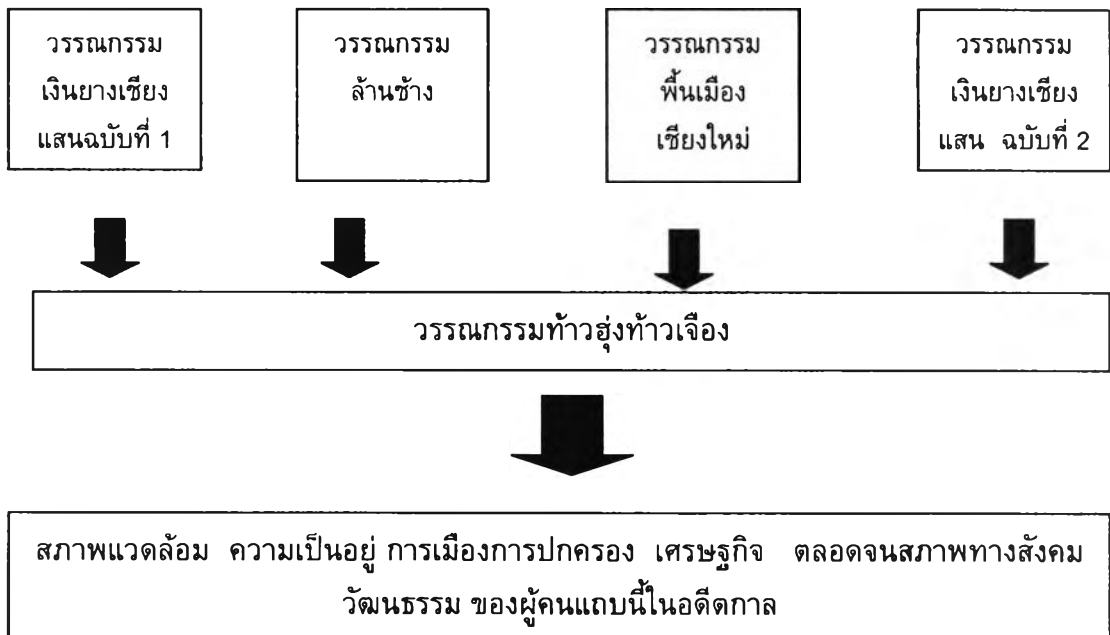 วรรณกรรม
เงินยางเชียง
แสนฉบับที่ 1
วรรณกรรม
ล้านช้าง
วรรณกรรม
พื้นเมือง
เชียงใหม่
วรรณกรรม
เงินยางเชียง
แสน ฉบับที่ 2
วรรณกรรมท้าวฮุ่งท้าวเจือง
สภาพแวดล้อม ความเป็นอยู่ การเมืองการปกครอง เศรษฐกิจ ตลอดจนสภาพทางสังคม
วัฒนธรรม ของผู้คนแถบนี้ในอดีตกาล